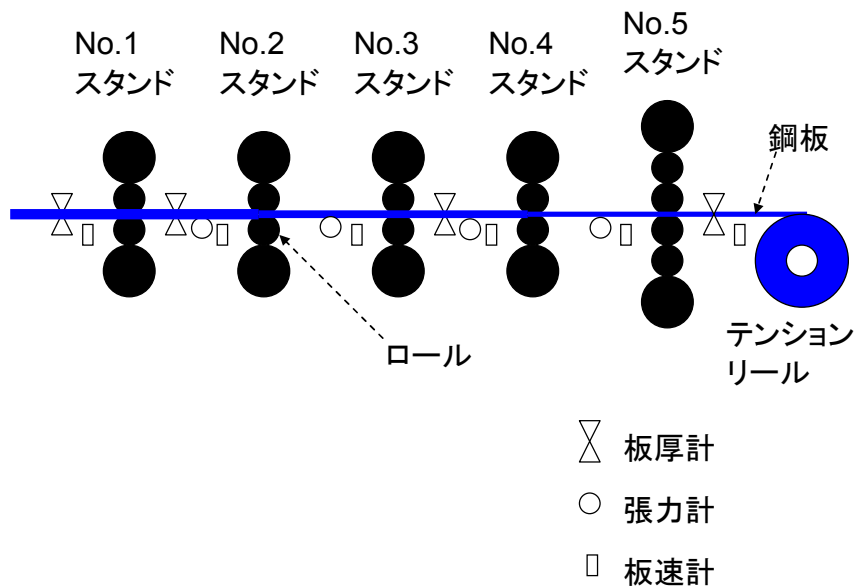 No.1
スタンド
No.2
スタンド
No.3
スタンド
No.4
スタンド
No.5
スタンド
鋼板
ロール
テンション
リール
板厚計
張力計
板速計